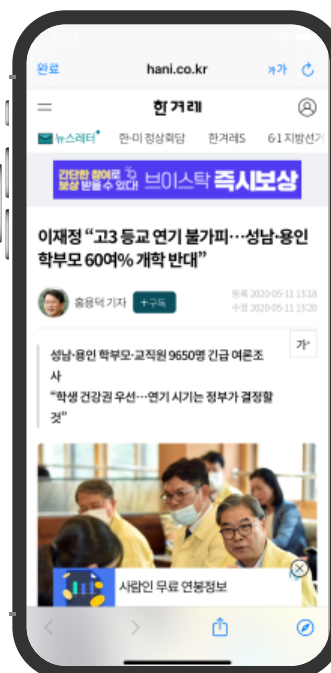 완료 hani.co.kr 가가
한겨레
뉴스레터 한·미 정상회담 한겨레S 6·1 지방선거
간단한 참여로 브이스탁 즉시보상
보상 받을 수 있다!
이재정 “고3 등교 연기 불가피…성남·용인
학부모 60여% 개학 반대”
홍용덕 기자 +구독
등록 2020-05-11 13:18
수정 2020-05-11 13:20
가+
성남·용인 학부모·교직원 9650명 긴급 여론조
사
“학생 건강권 우선…연기 시기는 정부가 결정할
것”
사람인 무료 연봉정보